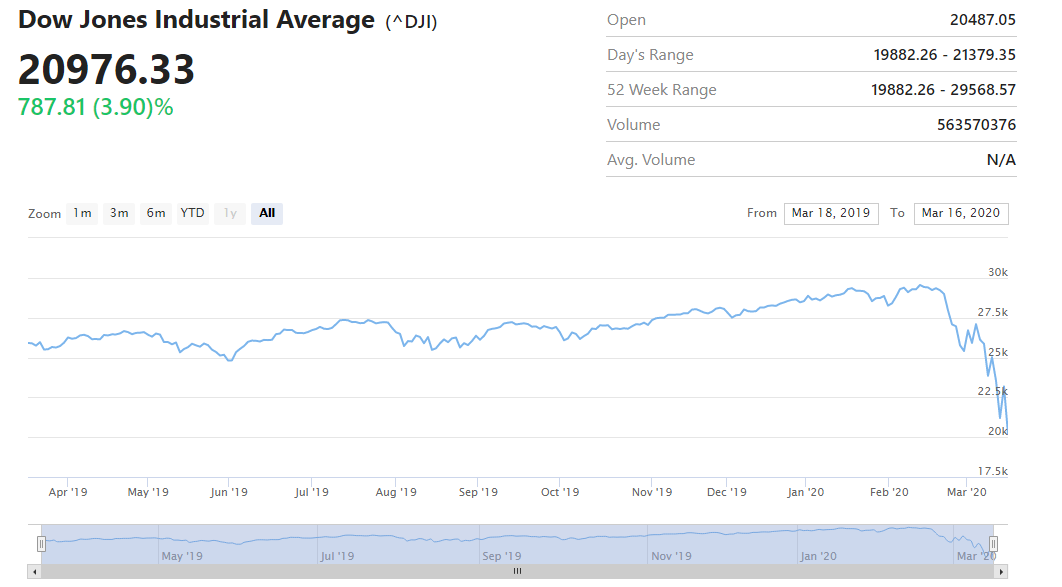 Dow Jones Industrial Average (^DJI)
20976.33
787.81 (3.90)%
Open 20487.05
Day's Range 19882.26 - 21379.35
52 Week Range 19882.26 - 29568.57
Volume 563570376
Avg. Volume N/A
Zoom 1m 3m 6m YTD 1y All From Mar 18, 2019 To Mar 16, 2020
30k
27.5k
25k
22.5k
20k
17.5k
Apr '19 May '19 Jun '19 Jul '19 Aug '19 Sep '19 Oct '19 Nov '19 Dec '19 Jan '20 Feb '20 Mar '20
May '19 Jul '19 Sep '19 Nov '19 Jan '20 Mar '20